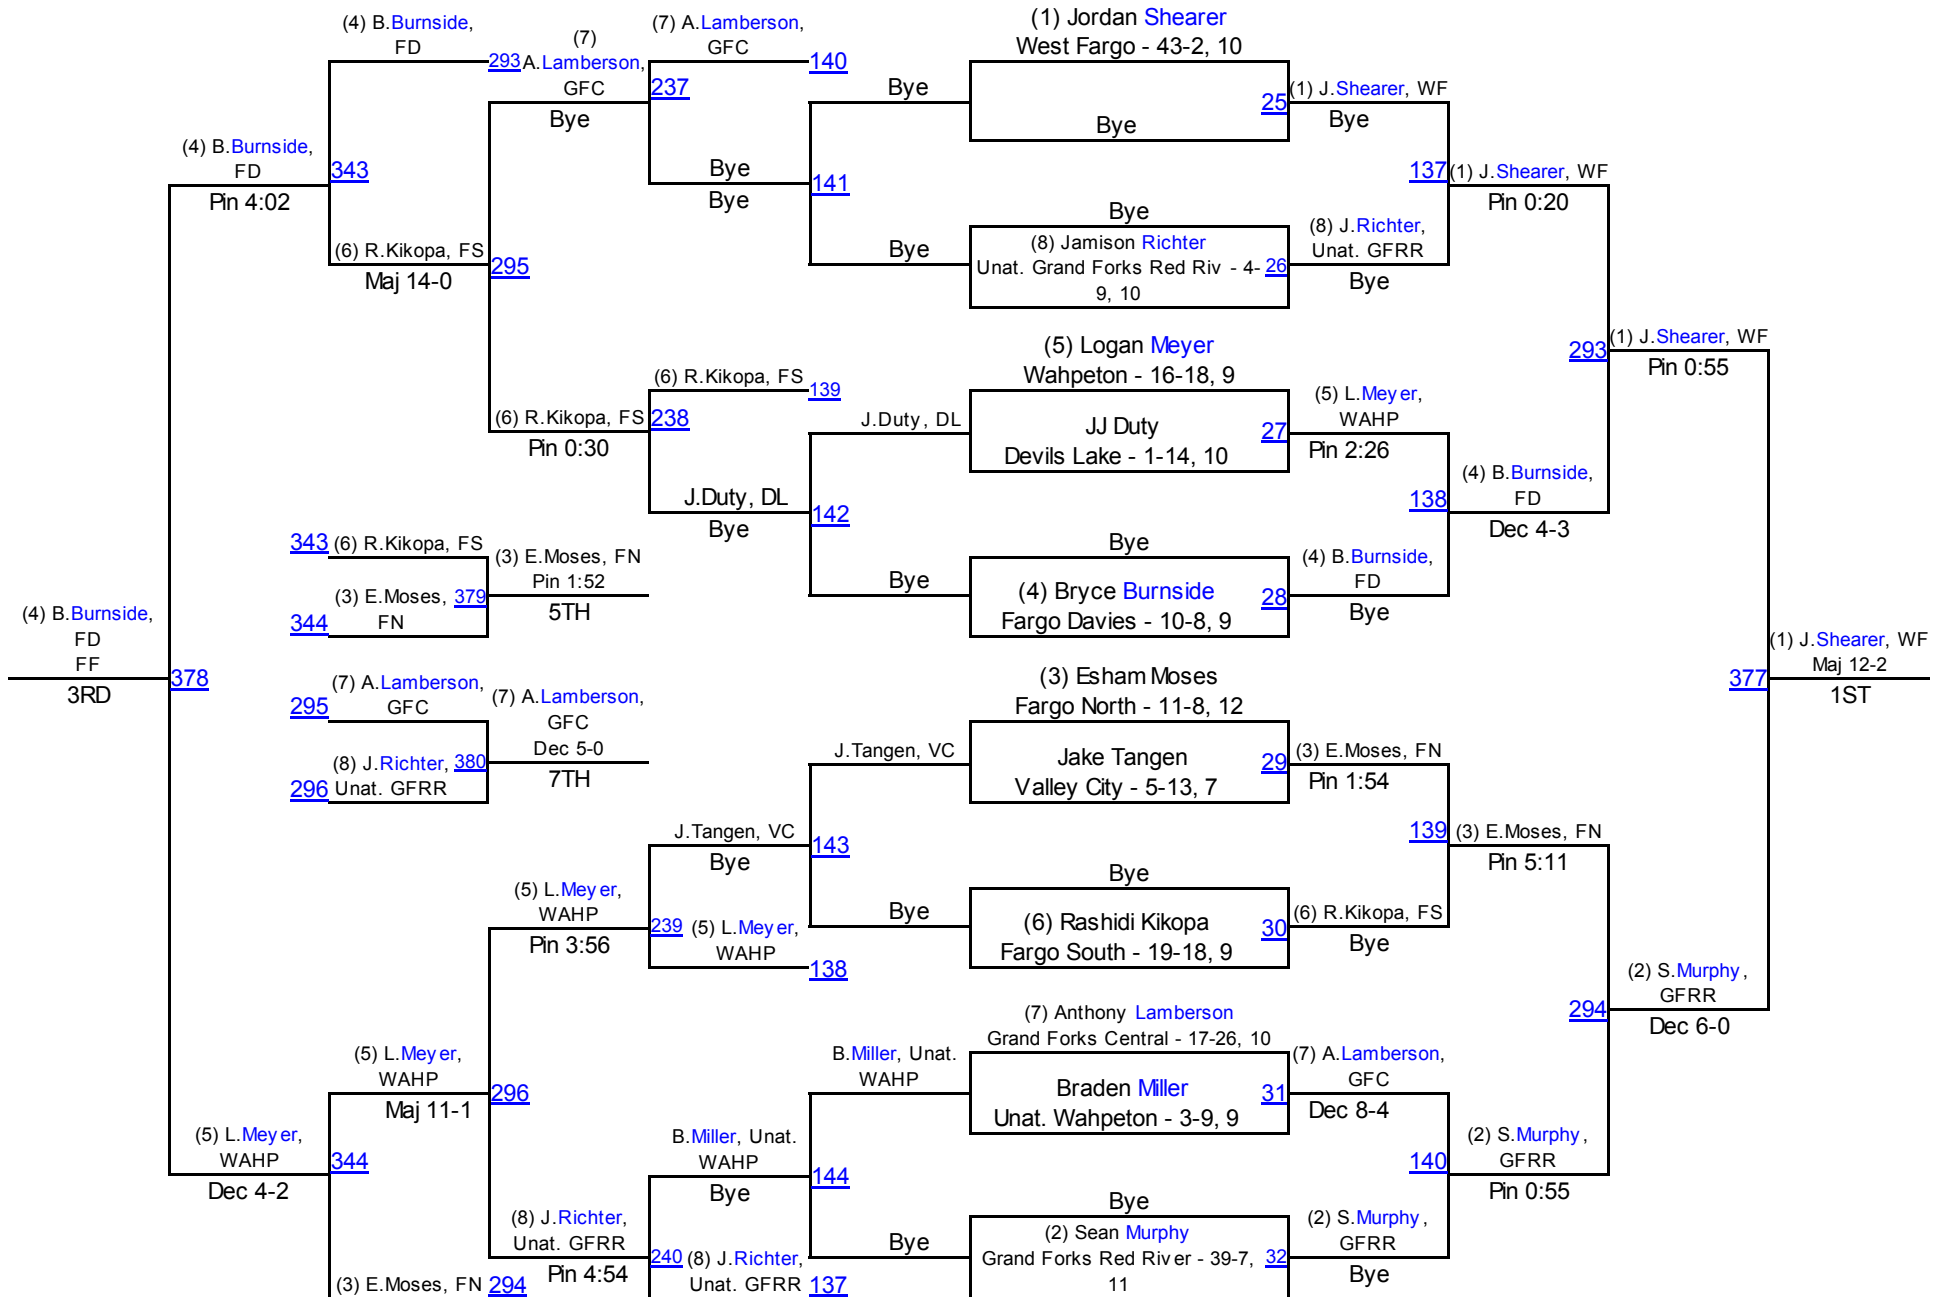 (4) B.Burnside,
FD
293
(7)
A.Lamberson,
GFC
Bye
(7) A.Lamberson,
GFC
140
237
(1) Jordan Shearer
West Fargo - 43-2, 10
Bye
Bye
25
(1) J.Shearer, WF
Bye
(4) B.Burnside,
FD
Pin 4:02
343
Bye
Bye
141
137
(1) J.Shearer, WF
Pin 0:20
(6) R.Kikopa, FS
Maj 14-0
295
Bye
Bye
(8) Jamison Richter
Unat. Grand Forks Red Riv - 4-
9, 10
26
(8) J.Richter,
Unat. GFRR
Bye
(5) Logan Meyer
Wahpeton - 16-18, 9
293
(1) J.Shearer, WF
Pin 0:55
(6) R.Kikopa, FS
139
(6) R.Kikopa, FS
Pin 0:30
238
J.Duty, DL
JJ Duty
Devils Lake - 1-14, 10
27
(5) L.Meyer,
WAHP
Pin 2:26
J.Duty, DL
Bye
142
138
(4) B.Burnside,
FD
Dec 4-3
343
(6) R.Kikopa, FS
(3) E.Moses, FN
Pin 1:52
5TH
(3) E.Moses,
FN
379
344
Bye
Bye
(4) Bryce Burnside
Fargo Davies - 10-8, 9
28
(4) B.Burnside,
FD
Bye
(4) B.Burnside,
FD
FF
3RD
378
(3) Esham Moses
Fargo North - 11-8, 12
377
(1) J.Shearer, WF
Maj 12-2
1ST
295
(7) A.Lamberson,
GFC
(7) A.Lamberson,
GFC
Dec 5-0
7TH
(8) J.Richter,
Unat. GFRR
380
296
J.Tangen, VC
Jake Tangen
Valley City - 5-13, 7
29
(3) E.Moses, FN
Pin 1:54
J.Tangen, VC
Bye
143
139
(3) E.Moses, FN
Pin 5:11
(5) L.Meyer,
WAHP
Pin 3:56
239
(5) L.Meyer,
WAHP
138
Bye
Bye
(6) Rashidi Kikopa
Fargo South - 19-18, 9
30
(6) R.Kikopa, FS
Bye
294
(2) S.Murphy,
GFRR
Dec 6-0
(7) Anthony Lamberson
Grand Forks Central - 17-26, 10
(5) L.Meyer,
WAHP
Maj 11-1
296
B.Miller, Unat.
WAHP
Braden Miller
Unat. Wahpeton - 3-9, 9
31
(7) A.Lamberson,
GFC
Dec 8-4
(5) L.Meyer,
WAHP
Dec 4-2
344
B.Miller, Unat.
WAHP
Bye
144
140
(2) S.Murphy,
GFRR
Pin 0:55
(8) J.Richter,
Unat. GFRR
Pin 4:54
240
(8) J.Richter,
Unat. GFRR
137
Bye
Bye
(2) Sean Murphy
Grand Forks Red River - 39-7,
11
32
(2) S.Murphy,
GFRR
Bye
(3) E.Moses, FN
294